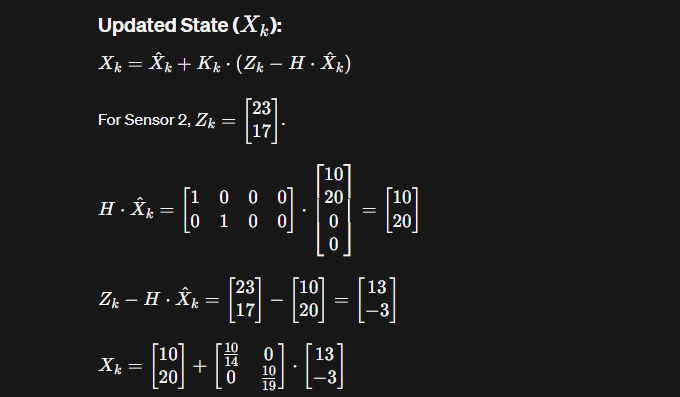 Updated State (X_k):
X_k = X̂_k + K_k · (Z_k − H · X̂_k)
For Sensor 2, Z_k = [23; 17].
H · X̂_k = [1 0 0 0; 0 1 0 0] · [10; 20; 0; 0] = [10; 20]
Z_k − H · X̂_k = [23; 17] − [10; 20] = [13; −3]
X_k = [10; 20] + [10/14 0; 0 10/19] · [13; −3]